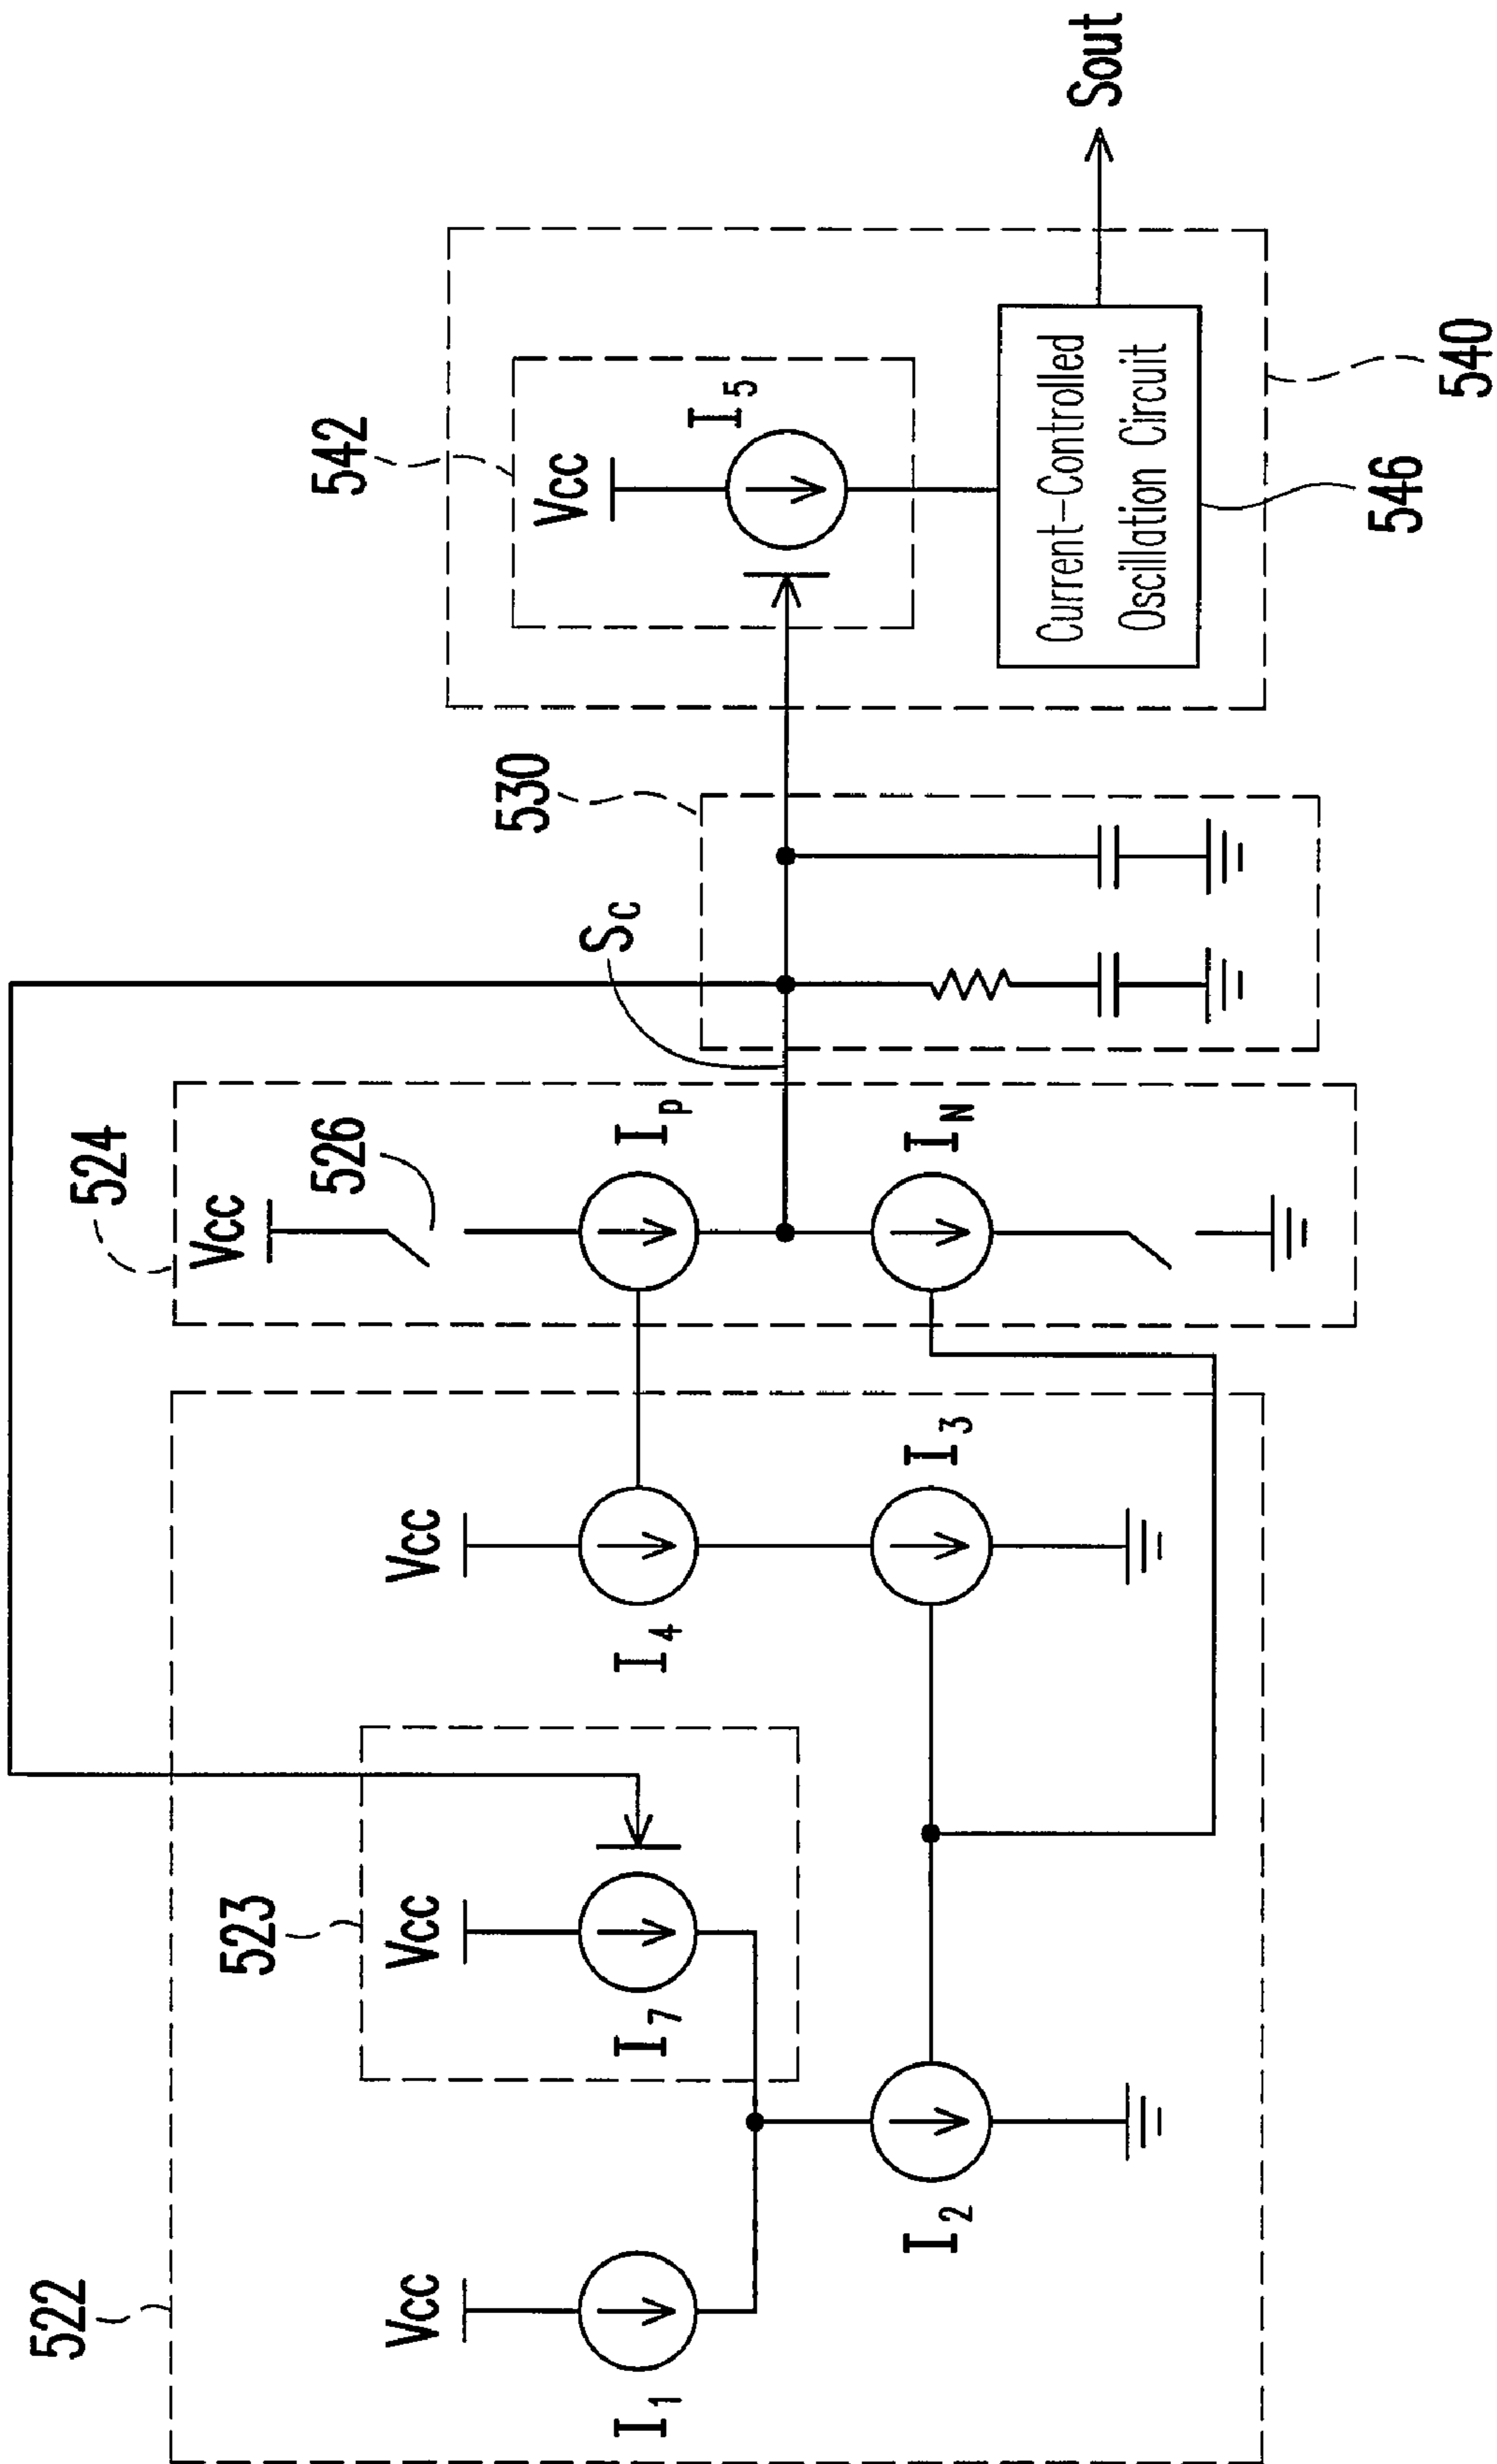 522
523
524
526
530
542
540
546
Vcc
I1
Vcc
I7
I2
Vcc
I4
I3
Vcc
Ip
IN
Sc
Vcc
I5
Current-Controlled
Oscillation Circuit
Sout